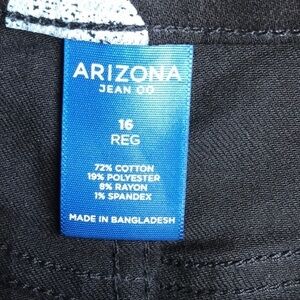 ARIZONA
JEAN CO
16
REG
72% COTTON
19% POLYESTER
8% RAYON
1% SPANDEX
MADE IN BANGLADESH